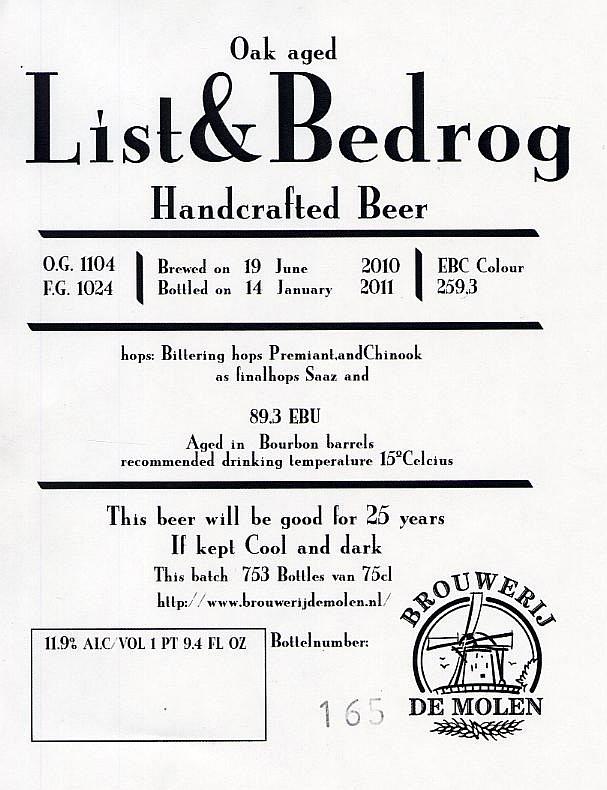 Oak aged
List & Bedrog
Handcrafted Beer
O.G. 1104
F.G. 1024
Brewed on 19 June 2010
Bottled on 14 January 2011
EBC Colour
259,3
hops: Bittering hops Premiant,andChinook
as finalhops Saaz and
89,3 EBU
Aged in Bourbon barrels
recommended drinking temperature 15ºCelcius
This beer will be good for 25 years
If kept Cool and dark
This batch 753 Bottles van 75cl
http://www.brouwerijdemolen.nl/
11.9% ALC/VOL 1 PT 9.4 FL OZ
Bottelnumber:
165
BROUWERIJ
DE MOLEN